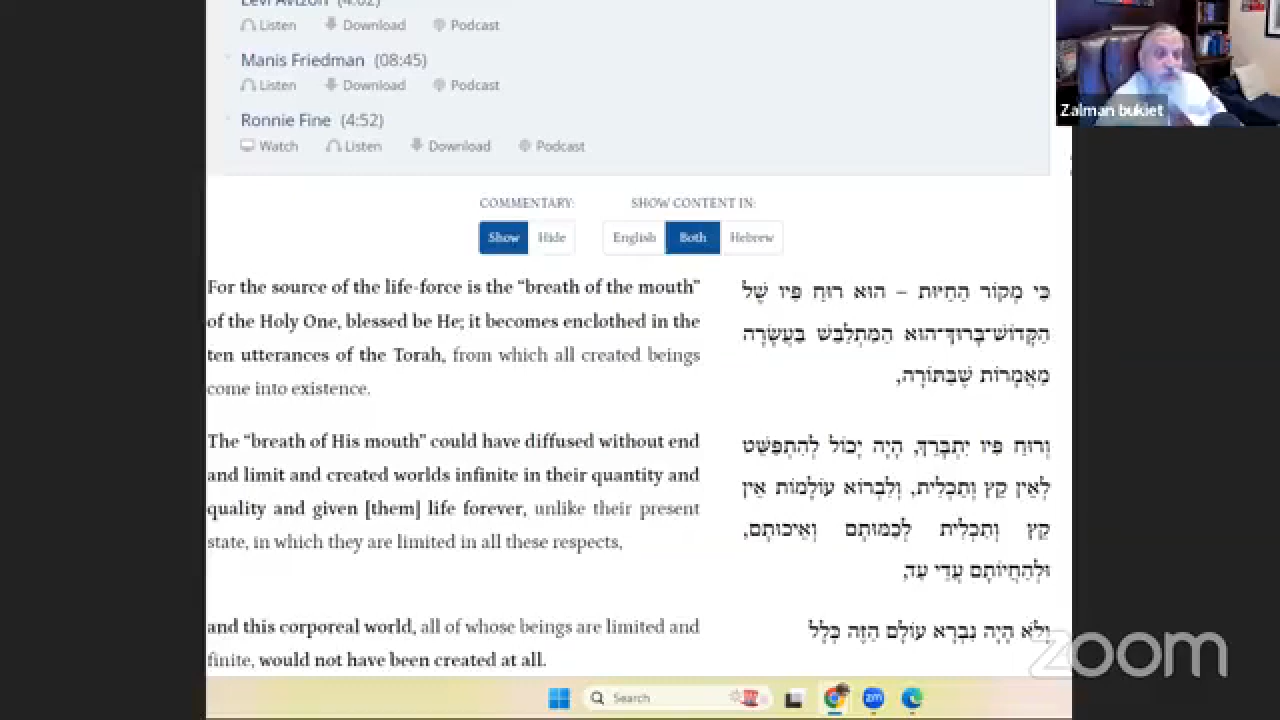 Levi Avtzon (4:02)
Listen Download Podcast
Manis Friedman (08:45)
Listen Download Podcast
Ronnie Fine (4:52)
Watch Listen Download Podcast
Zalman bukiet
COMMENTARY: SHOW CONTENT IN:
Show Hide English Both Hebrew
For the source of the life-force is the “breath of the mouth”
of the Holy One, blessed be He; it becomes enclothed in the
ten utterances of the Torah, from which all created beings
come into existence.
כִּי מְקוֹר הַחַיּוּת – הוּא רוּחַ פִּיו שֶׁל
הַקָּדוֹשׁ־בָּרוּךְ־הוּא הַמִּתְלַבֵּשׁ בַּעֲשָׂרָה
מַאֲמָרוֹת שֶׁבַּתּוֹרָה,
The “breath of His mouth” could have diffused without end
and limit and created worlds infinite in their quantity and
quality and given [them] life forever, unlike their present
state, in which they are limited in all these respects,
וְרוּחַ פִּיו יִתְבָּרֵךְ, הָיָה יָכוֹל לְהִתְפַּשֵּׁט
לְאֵין קֵץ וְתַכְלִית, וְלִבְרוֹא עוֹלָמוֹת אֵין
קֵץ וְתַכְלִית לְכַמּוּתָם וְאֵיכוּתָם,
וּלְהַחֲיוֹתָם עֲדֵי עַד,
and this corporeal world, all of whose beings are limited and
finite, would not have been created at all.
וְלֹא הָיָה נִבְרָא עוֹלָם הַזֶּה כְּלָל
zoom
Search
zm